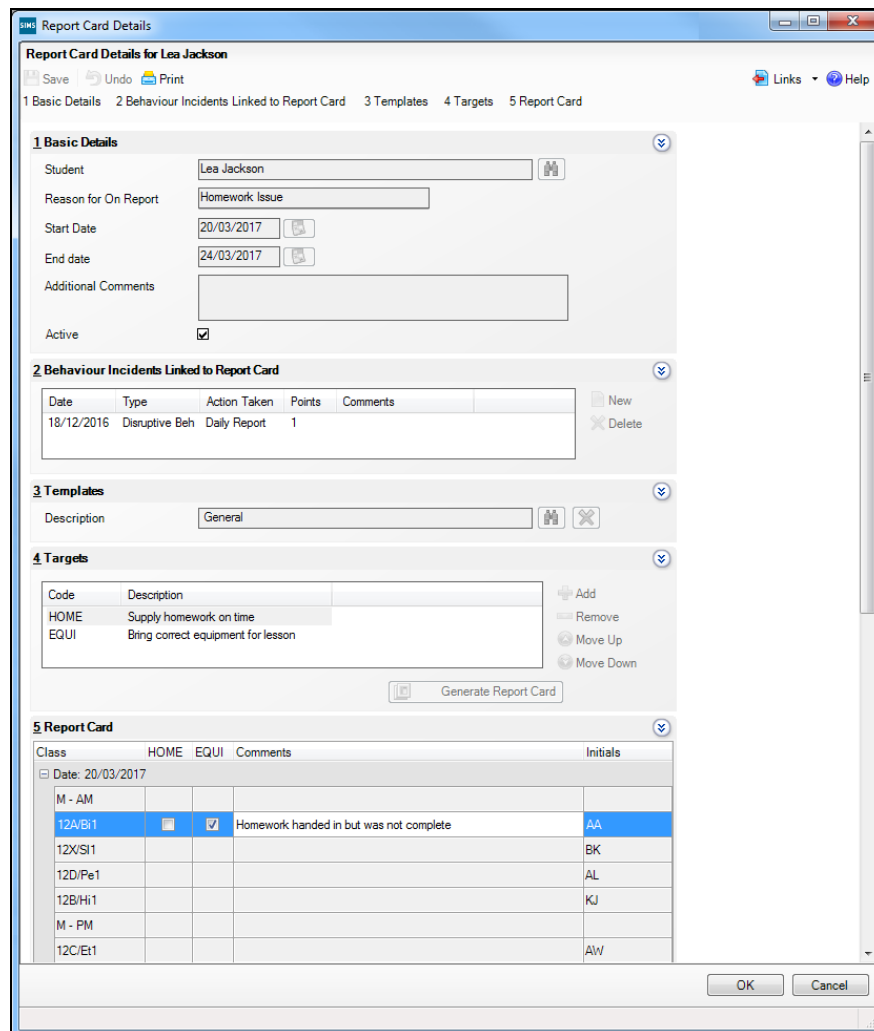 SIMS Report Card Details
Report Card Details for Lea Jackson
Save Undo Print Links Help
1 Basic Details 2 Behaviour Incidents Linked to Report Card 3 Templates 4 Targets 5 Report Card
1 Basic Details
Student Lea Jackson
Reason for On Report Homework Issue
Start Date 20/03/2017
End date 24/03/2017
Additional Comments
Active
2 Behaviour Incidents Linked to Report Card
Date Type Action Taken Points Comments New
18/12/2016 Disruptive Beh Daily Report 1 Delete
3 Templates
Description General
4 Targets
Code Description Add
HOME Supply homework on time Remove
EQUI Bring correct equipment for lesson Move Up
Move Down
Generate Report Card
5 Report Card
Class HOME EQUI Comments Initials
Date: 20/03/2017
M - AM
12A/Bi1 Homework handed in but was not complete AA
12X/Sl1 BK
12D/Pe1 AL
12B/Hi1 KJ
M - PM
12C/Et1 AW
OK Cancel